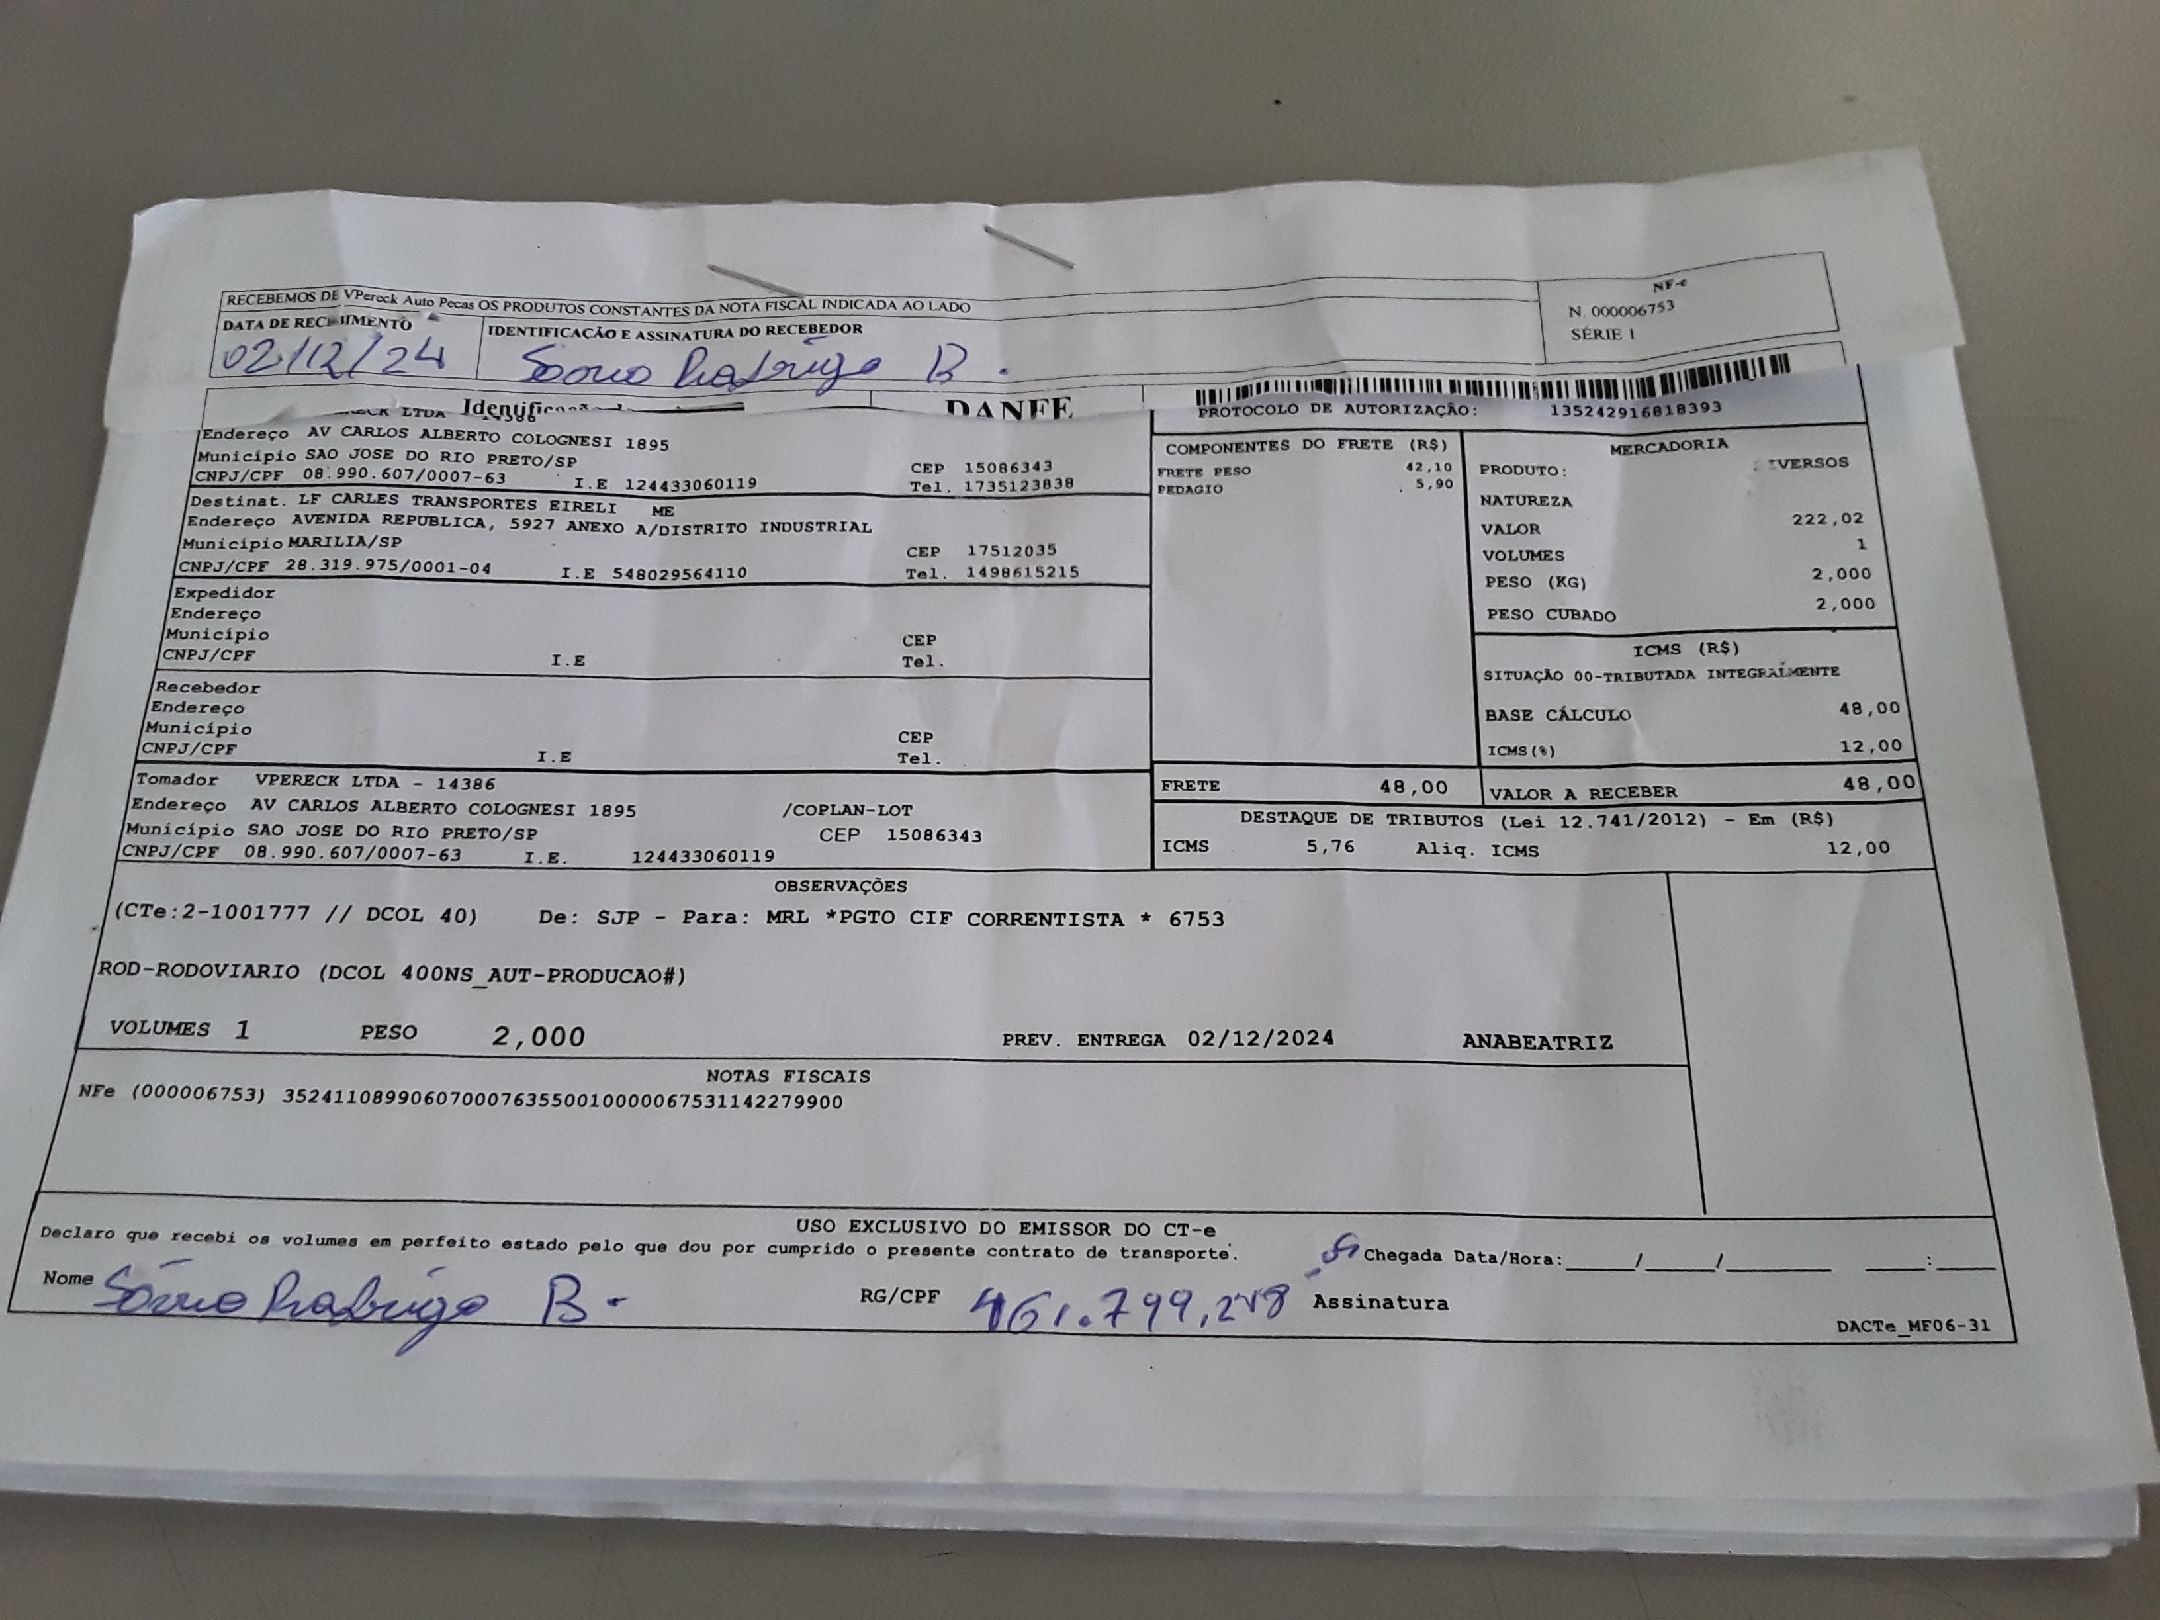 RECEBEMOS DE VPereck Auto Pecas OS PRODUTOS CONSTANTES DA NOTA FISCAL INDICADA AO LADO
NF-e
N. 000006753
SÉRIE 1
DATA DE RECEBIMENTO
IDENTIFICAÇÃO E ASSINATURA DO RECEBEDOR
02/12/24
Rodrigo B.
DANFE
PROTOCOLO DE AUTORIZAÇÃO: 135242916818393
LTDA
Endereço AV CARLOS ALBERTO COLOGNESI 1895
Município SAO JOSE DO RIO PRETO/SP CEP 15086343
CNPJ/CPF 08.990.607/0007-63 I.E 124433060119 Tel. 1735123838
Destinat. LF CARLES TRANSPORTES EIRELI ME
Endereço AVENIDA REPUBLICA, 5927 ANEXO A/DISTRITO INDUSTRIAL
Município MARILIA/SP CEP 17512035
CNPJ/CPF 28.319.975/0001-04 I.E 548029564110 Tel. 1498615215
Expedidor
Endereço
Município CEP
CNPJ/CPF I.E Tel.
Recebedor
Endereço
Município CEP
CNPJ/CPF I.E Tel.
Tomador VPERECK LTDA - 14386
Endereço AV CARLOS ALBERTO COLOGNESI 1895 /COPLAN-LOT
Município SAO JOSE DO RIO PRETO/SP CEP 15086343
CNPJ/CPF 08.990.607/0007-63 I.E. 124433060119
COMPONENTES DO FRETE (R$)
FRETE PESO 42,10
PEDAGIO 5,90
MERCADORIA
PRODUTO:
NATUREZA
VALOR 222,02
VOLUMES 1
PESO (KG) 2,000
PESO CUBADO 2,000
ICMS (R$)
SITUAÇÃO 00-TRIBUTADA INTEGRALMENTE
BASE CÁLCULO 48,00
ICMS(%) 12,00
FRETE 48,00 VALOR A RECEBER 48,00
DESTAQUE DE TRIBUTOS (Lei 12.741/2012) - Em (R$)
ICMS 5,76 Aliq. ICMS 12,00
OBSERVAÇÕES
(CTe:2-1001777 // DCOL 40) De: SJP - Para: MRL *PGTO CIF CORRENTISTA * 6753
ROD-RODOVIARIO (DCOL 400NS_AUT-PRODUCAO#)
VOLUMES 1 PESO 2,000 PREV. ENTREGA 02/12/2024 ANABEATRIZ
NOTAS FISCAIS
NFe (000006753) 35241108990607000763550010000067531142279900
USO EXCLUSIVO DO EMISSOR DO CT-e
Declaro que recebi os volumes em perfeito estado pelo que dou por cumprido o presente contrato de transporte.
Chegada Data/Hora:_____/_____/_______ ____:____
Nome Rodrigo B. RG/CPF Assinatura
DACTe_MF06-31